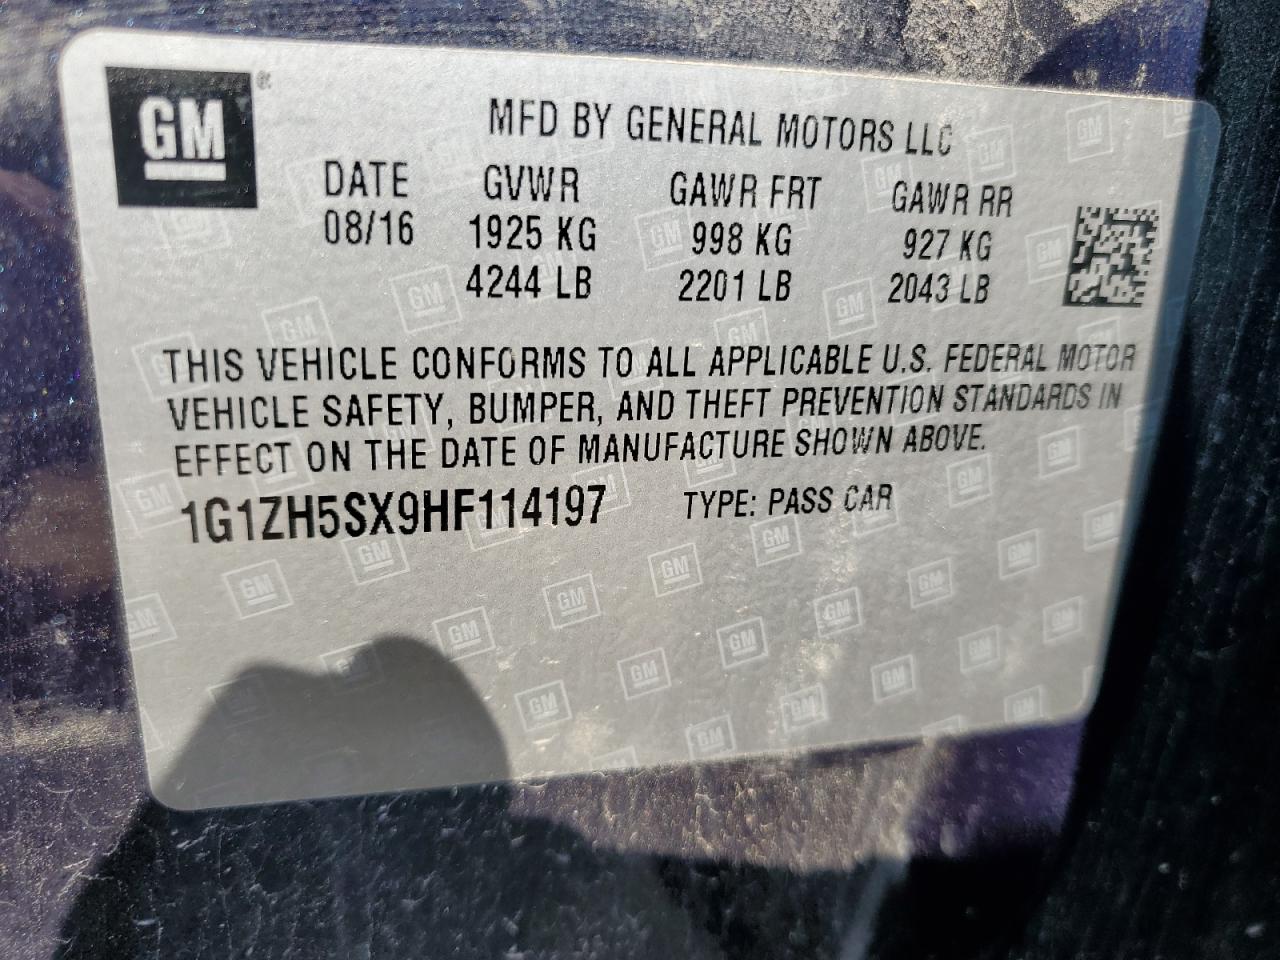 GM®
MFD BY GENERAL MOTORS LLC
DATE GVWR GAWR FRT GAWR RR
08/16 1925 KG 998 KG 927 KG
4244 LB 2201 LB 2043 LB
THIS VEHICLE CONFORMS TO ALL APPLICABLE U.S. FEDERAL MOTOR
VEHICLE SAFETY, BUMPER, AND THEFT PREVENTION STANDARDS IN
EFFECT ON THE DATE OF MANUFACTURE SHOWN ABOVE.
1G1ZH5SX9HF114197 TYPE: PASS CAR